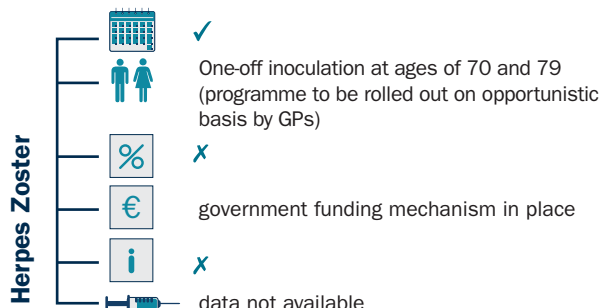 ✓
One-off inoculation at ages of 70 and 79
(programme to be rolled out on opportunistic
basis by GPs)
Herpes Zoster
%
✗
€
government funding mechanism in place
i
✗
data not available